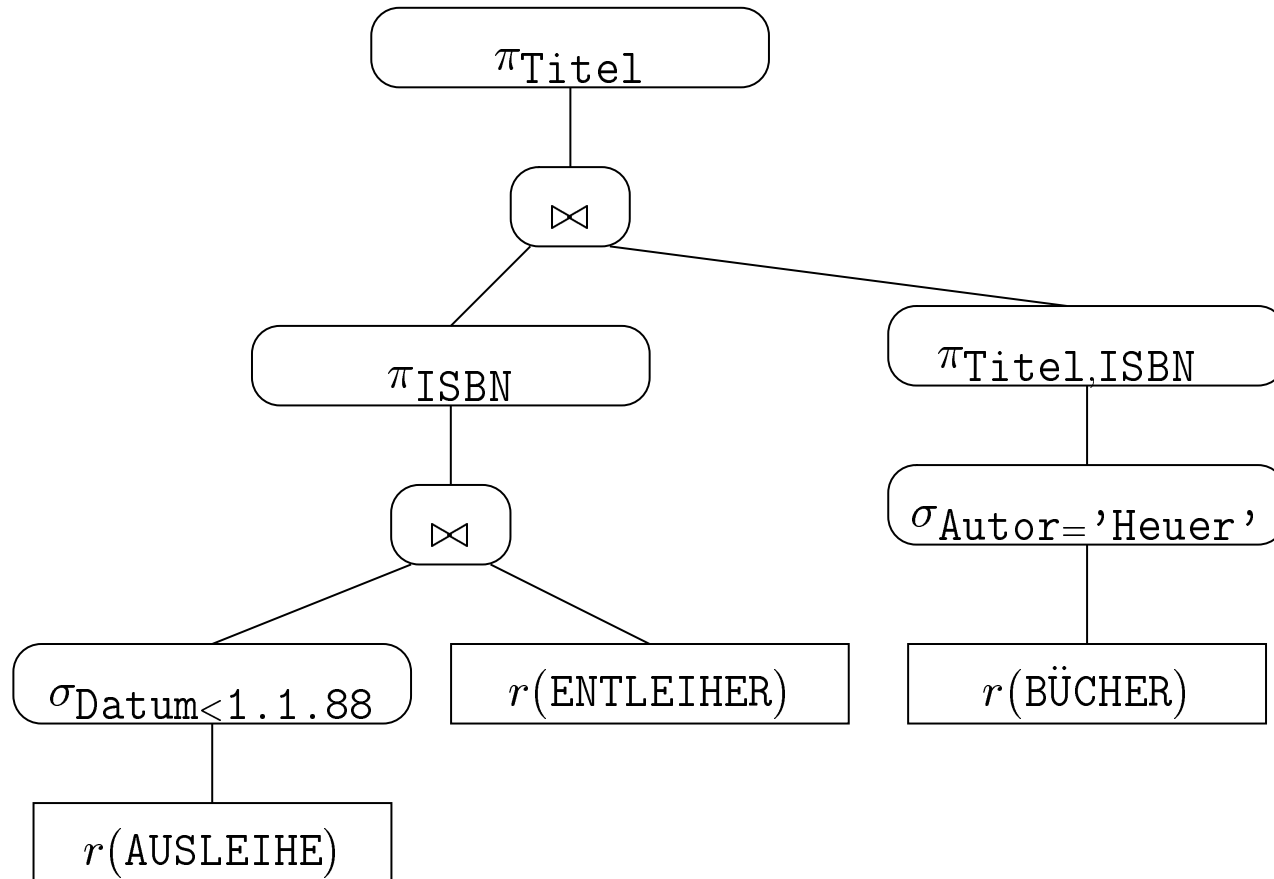 πTitel
⋈
πISBN
πTitel,ISBN
⋈
σAutor=’Heuer’
σDatum<1.1.88
r(ENTLEIHER)
r(BÜCHER)
r(AUSLEIHE)